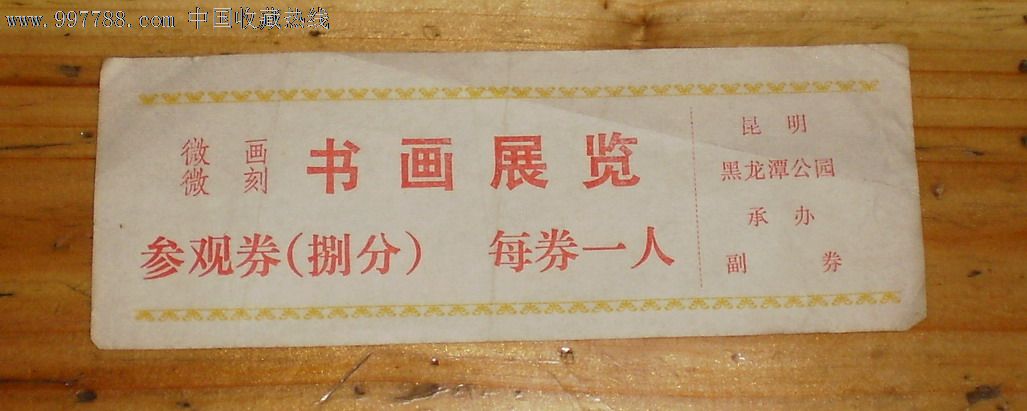 www.997788.com 中国收藏热线
微画
微刻
书画展览
参观券(捌分) 每券一人
昆明
黑龙潭公园
承办
副券